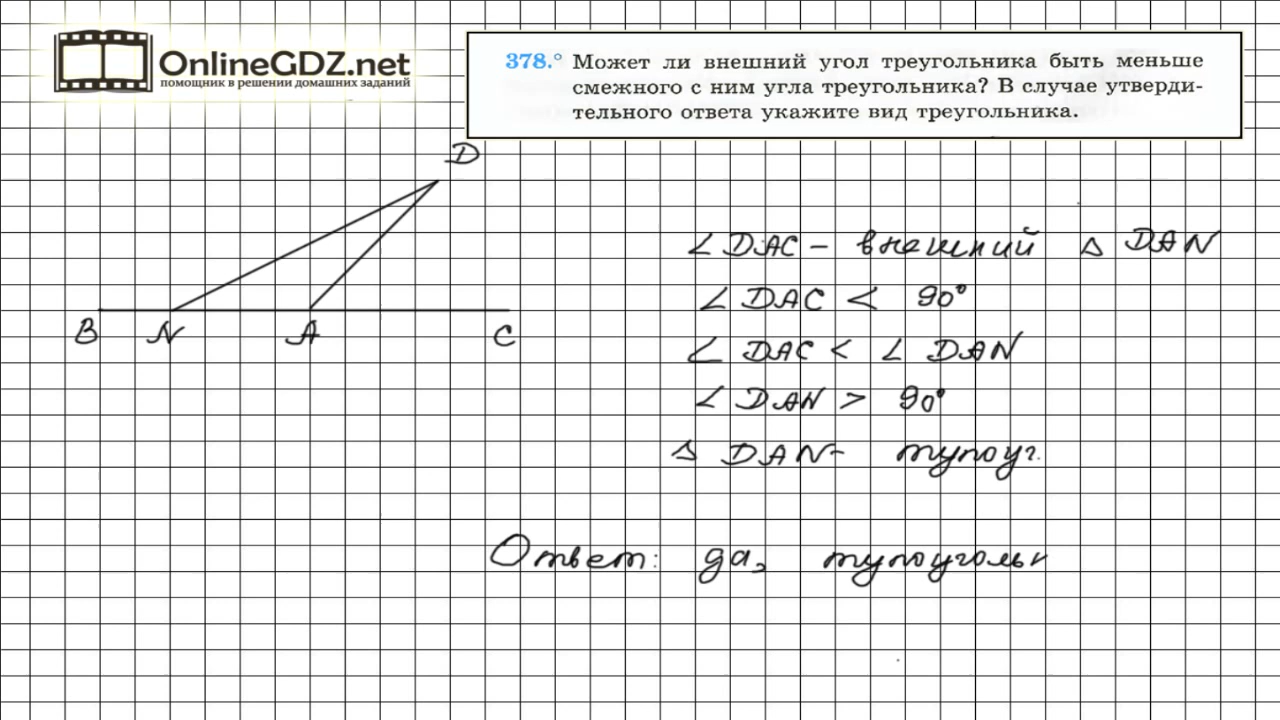 OnlineGDZ.net
помощник в решении домашних заданий
378.° Может ли внешний угол треугольника быть меньше
смежного с ним угла треугольника? В случае утверди-
тельного ответа укажите вид треугольника.
D
B N A C
∠DAC – внешний △ DAN
∠ DAC < 90°
∠ DAC < ∠ DAN
∠ DAN > 90°
△ DAN – тупоуг.
Ответ: да, тупоугольн